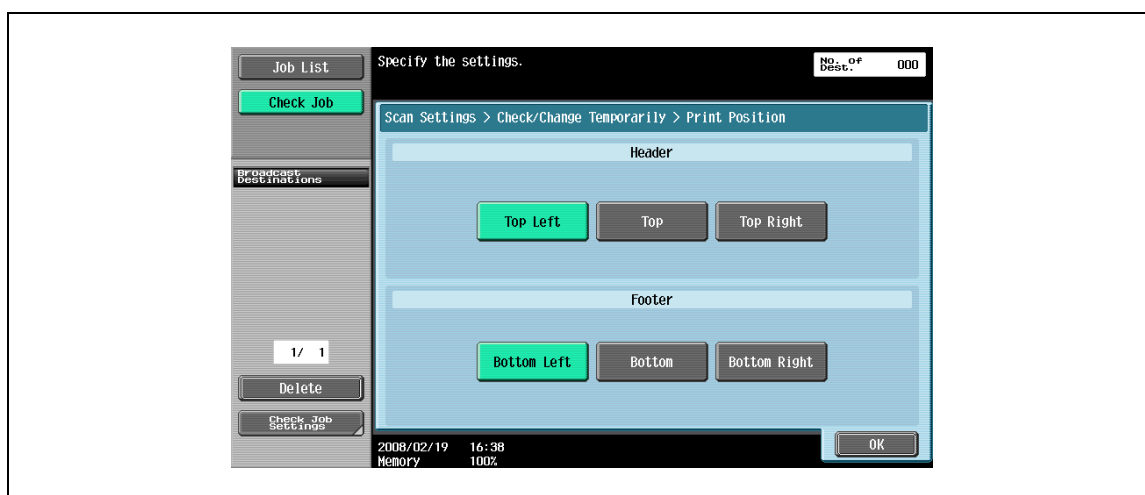 Job List
Check Job
Broadcast
Destinations
1/ 1
Delete
Check Job
Settings
Specify the settings.
No. of
Dest.
000
Scan Settings > Check/Change Temporarily > Print Position
Header
Top Left
Top
Top Right
Footer
Bottom Left
Bottom
Bottom Right
2008/02/19 16:38
Memory 100%
OK